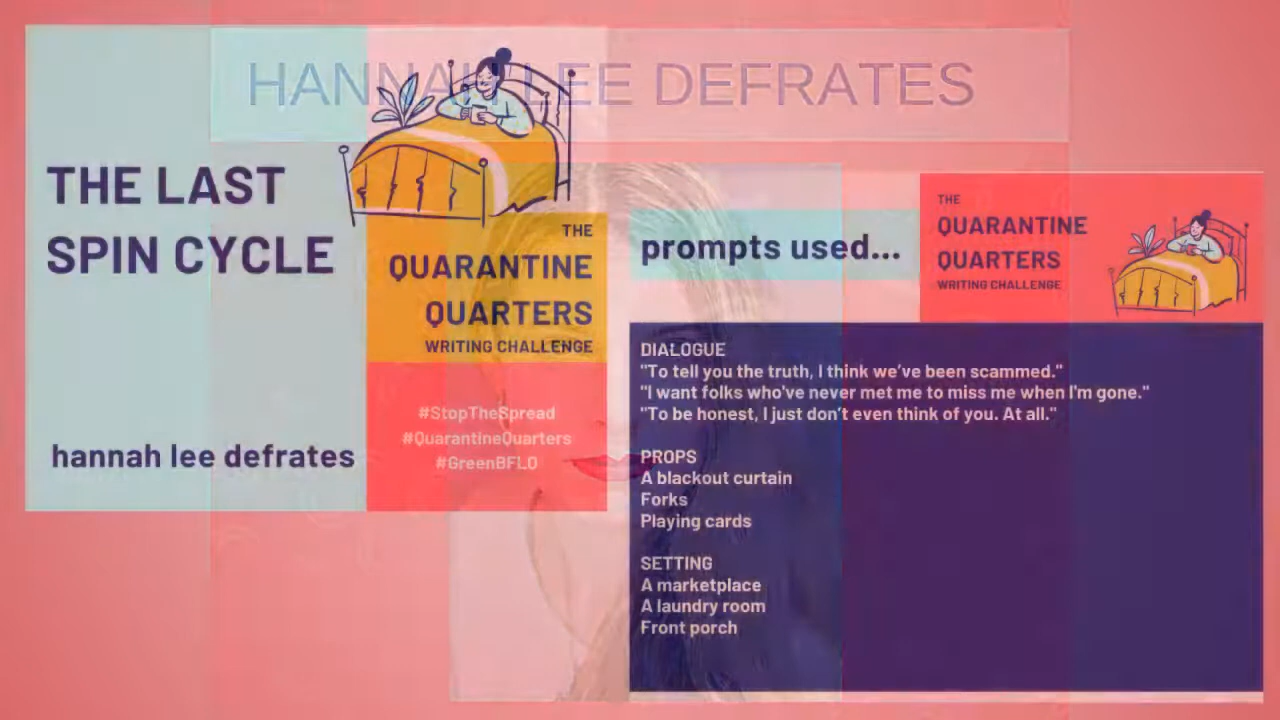 HANNAH LEE DEFRATES
THE LAST
SPIN CYCLE
hannah lee defrates
THE
QUARANTINE
QUARTERS
WRITING CHALLENGE
#StopTheSpread
#QuarantineQuarters
#GreenBFLO
prompts used...
THE
QUARANTINE
QUARTERS
WRITING CHALLENGE
DIALOGUE
"To tell you the truth, I think we've been scammed."
"I want folks who've never met me to miss me when I'm gone."
"To be honest, I just don't even think of you. At all."
PROPS
A blackout curtain
Forks
Playing cards
SETTING
A marketplace
A laundry room
Front porch